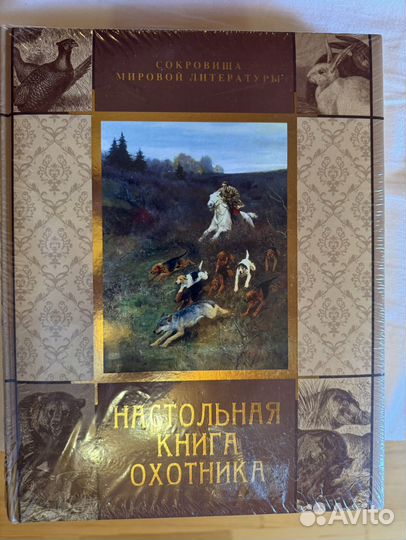 СОКРОВИЩА
МИРОВОЙ ЛИТЕРАТУРЫ
НАСТОЛЬНАЯ
КНИГА
ОХОТНИКА
Avito